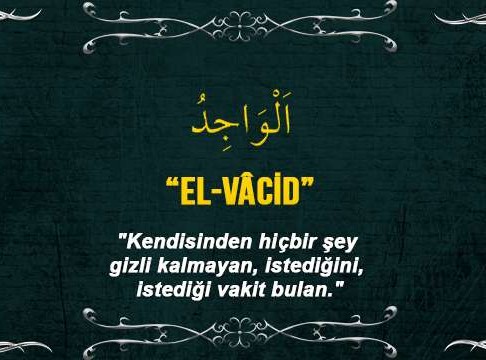 اَلْوَاجِدُ
“EL-VÂCİD”
"Kendisinden hiçbir şey
gizli kalmayan, istediğini,
istediği vakit bulan."